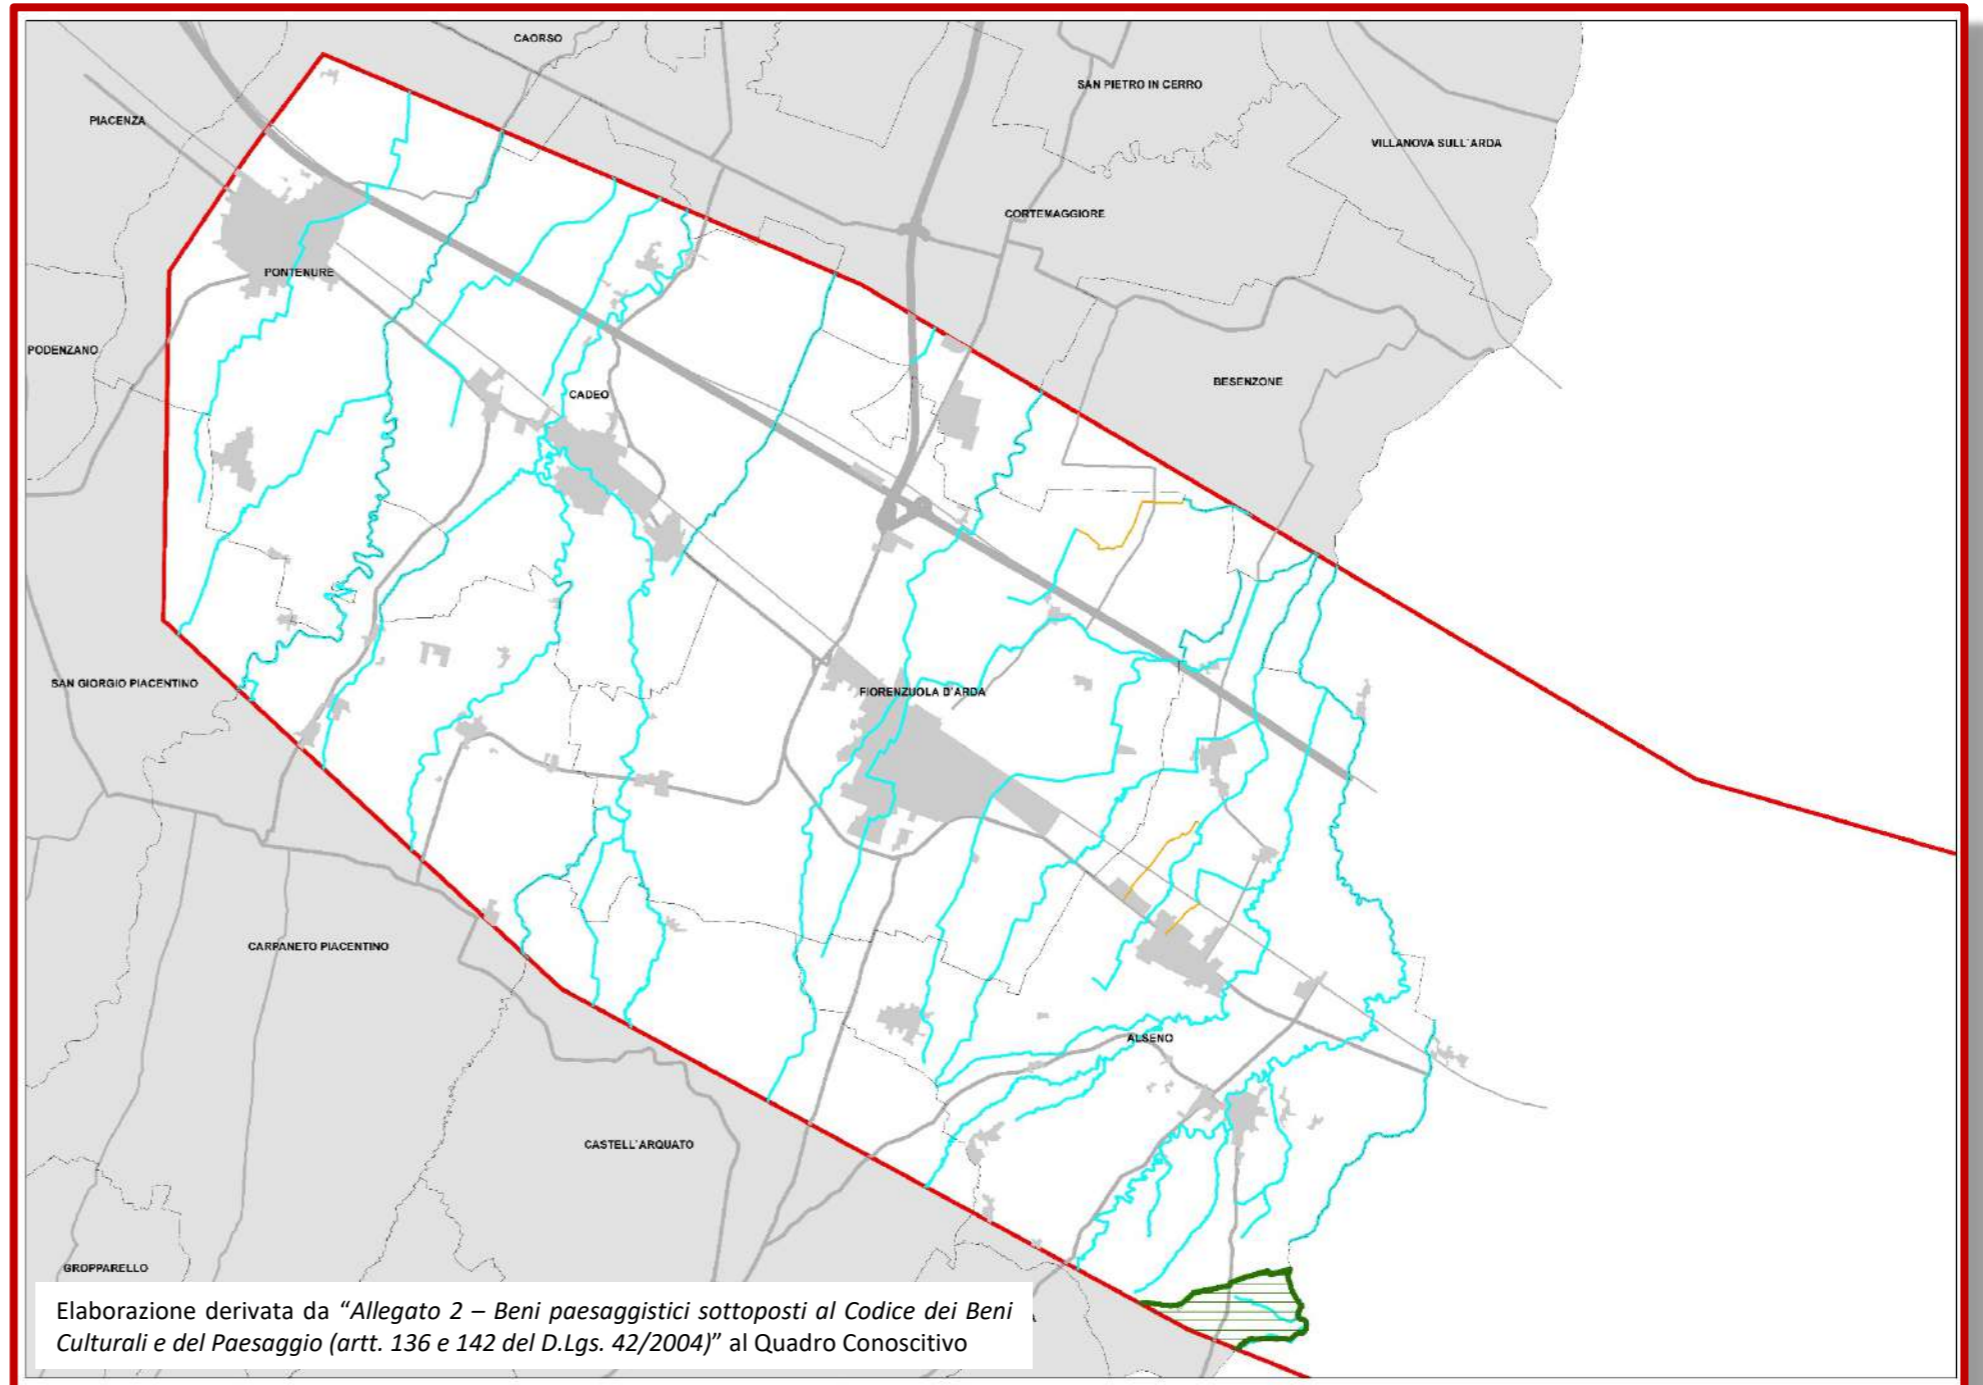 CAORSO
SAN PIETRO IN CERRO
PIACENZA
VILLANOVA SULL'ARDA
CORTEMAGGIORE
PONTENURE
PODENZANO
BESENZONE
CADEO
SAN GIORGIO PIACENTINO
FIORENZUOLA D'ARDA
CARPANETO PIACENTINO
ALSENO
CASTELL'ARQUATO
GROPPARELLO
Elaborazione derivata da “Allegato 2 – Beni paesaggistici sottoposti al Codice dei Beni
Culturali e del Paesaggio (artt. 136 e 142 del D.Lgs. 42/2004)” al Quadro Conoscitivo